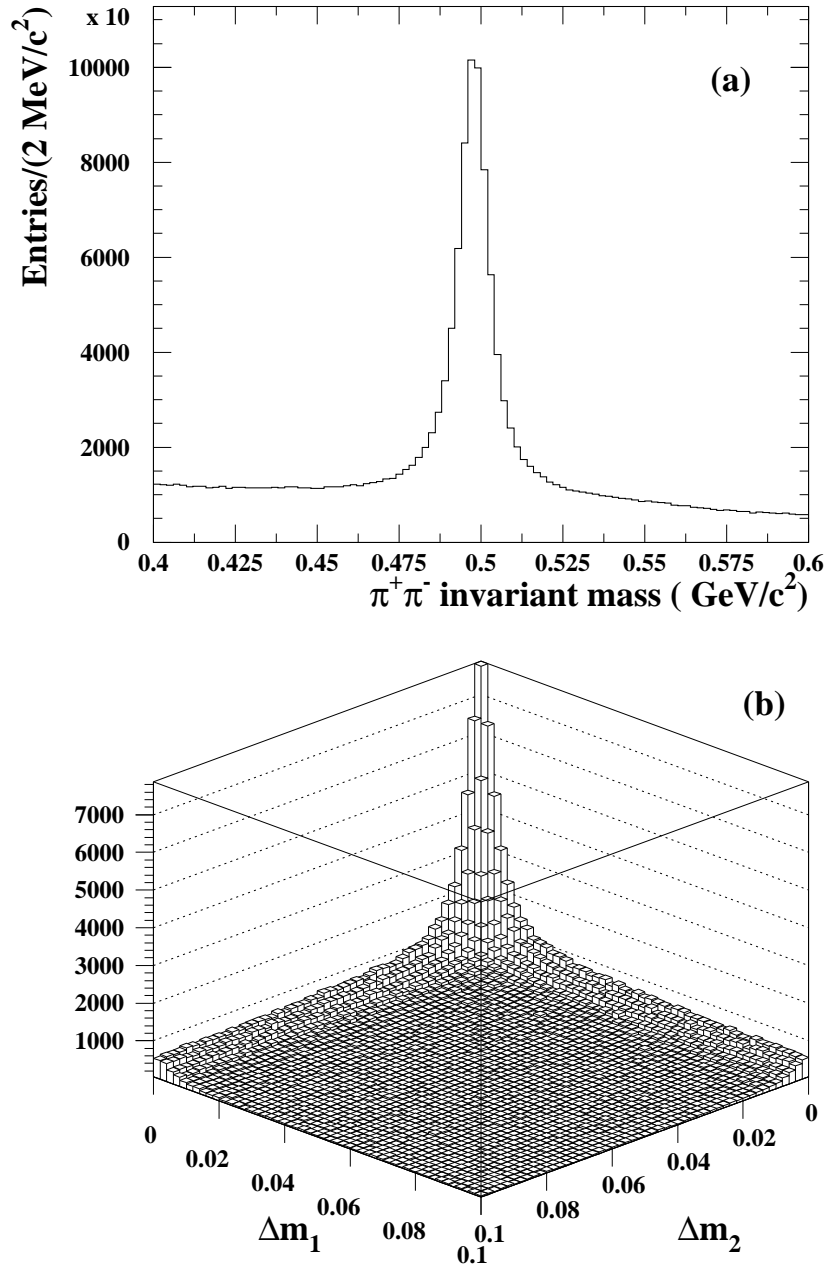 x 10
(a)
Entries/(2 MeV/c²)
10000
8000
6000
4000
2000
0
0.4 0.425 0.45 0.475 0.5 0.525 0.55 0.575 0.6
π⁺π⁻ invariant mass ( GeV/c²)
(b)
7000
6000
5000
4000
3000
2000
1000
0 0.02 0.04 0.06 0.08 0.1
Δm₁
0.1 0.08 0.06 0.04 0.02 0
Δm₂